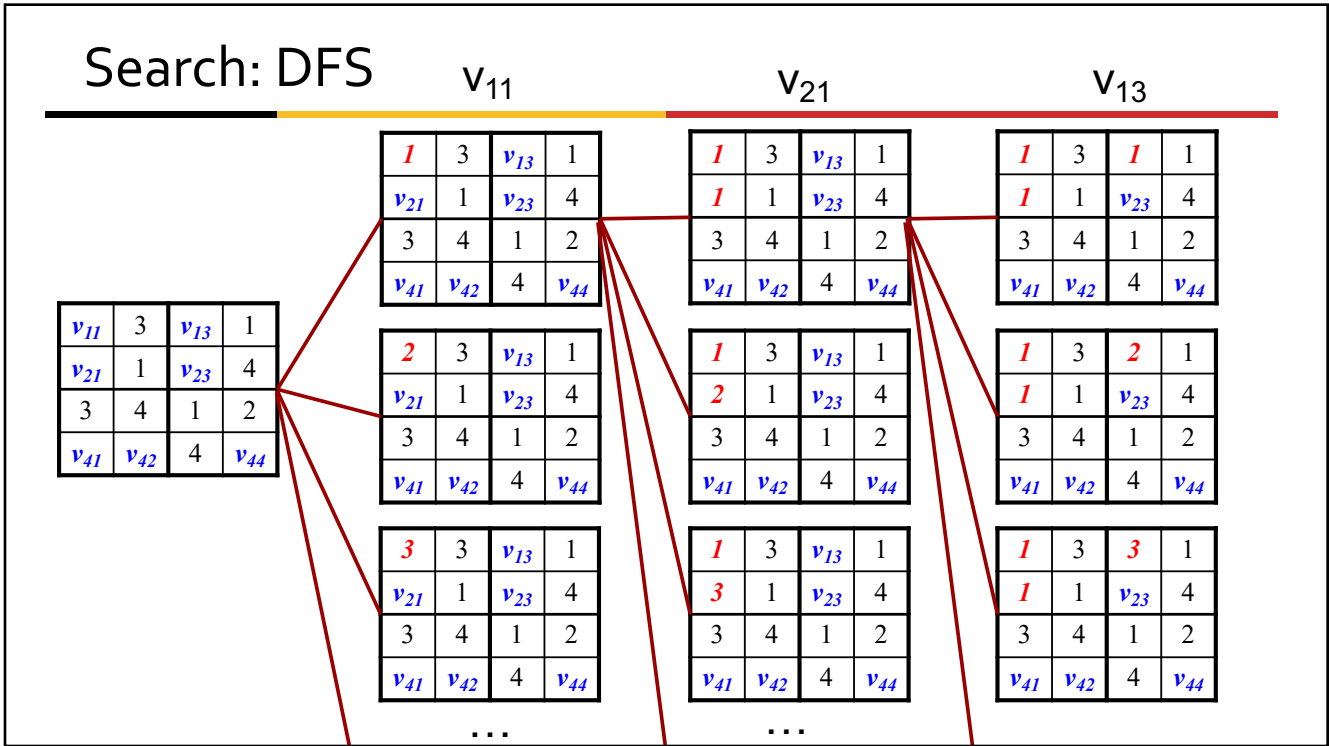 Search: DFS
v11 v21 v13
1 3 v13 1
v21 1 v23 4
3 4 1 2
v41 v42 4 v44
1 3 v13 1
1 1 v23 4
3 4 1 2
v41 v42 4 v44
1 3 1 1
1 1 v23 4
3 4 1 2
v41 v42 4 v44
v11 3 v13 1
v21 1 v23 4
3 4 1 2
v41 v42 4 v44
2 3 v13 1
v21 1 v23 4
3 4 1 2
v41 v42 4 v44
1 3 v13 1
2 1 v23 4
3 4 1 2
v41 v42 4 v44
1 3 2 1
1 1 v23 4
3 4 1 2
v41 v42 4 v44
3 3 v13 1
v21 1 v23 4
3 4 1 2
v41 v42 4 v44
1 3 v13 1
3 1 v23 4
3 4 1 2
v41 v42 4 v44
1 3 3 1
1 1 v23 4
3 4 1 2
v41 v42 4 v44
... ...